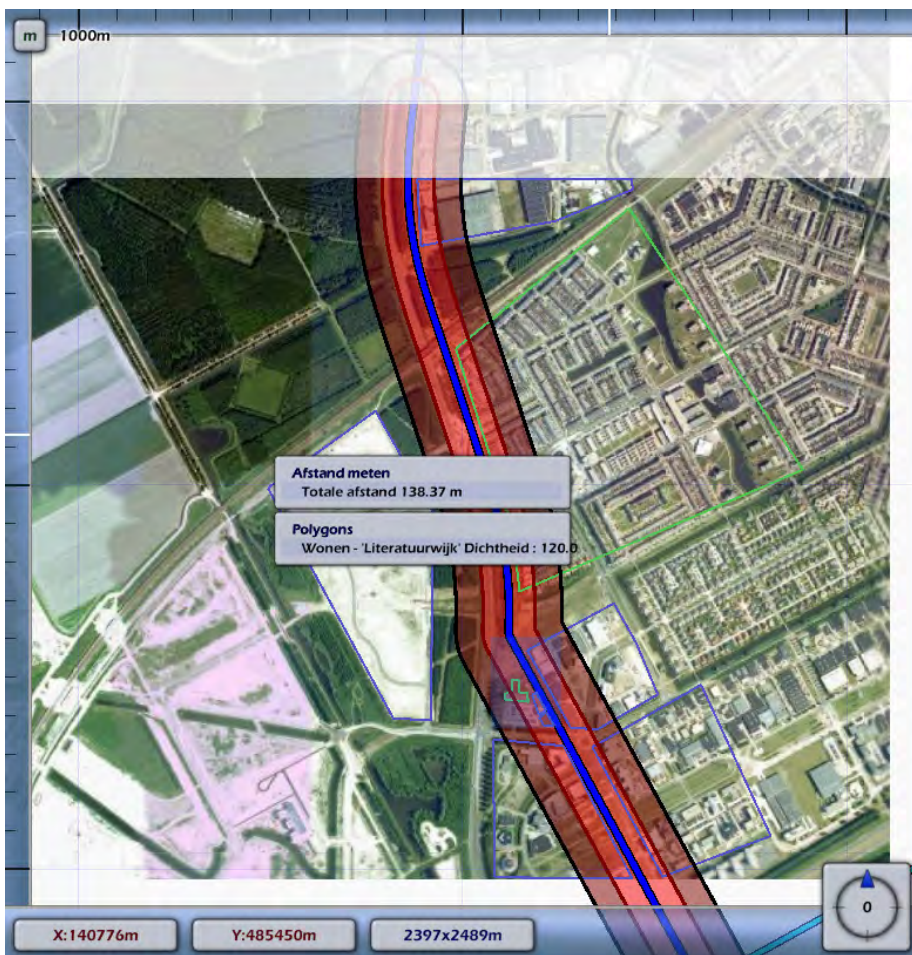 m
1000m
Afstand meten
Totale afstand 138.37 m
Polygons
Wonen - 'Literatuurwijk' Dichtheid : 120.0
0
X:140776m
Y:485450m
2397x2489m